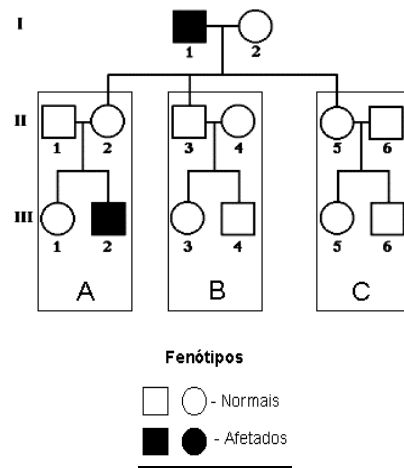 I
1 2
II
1 2 3 4 5 6
III
1 2 3 4 5 6
A B C
Fenótipos
- Normais
- Afetados